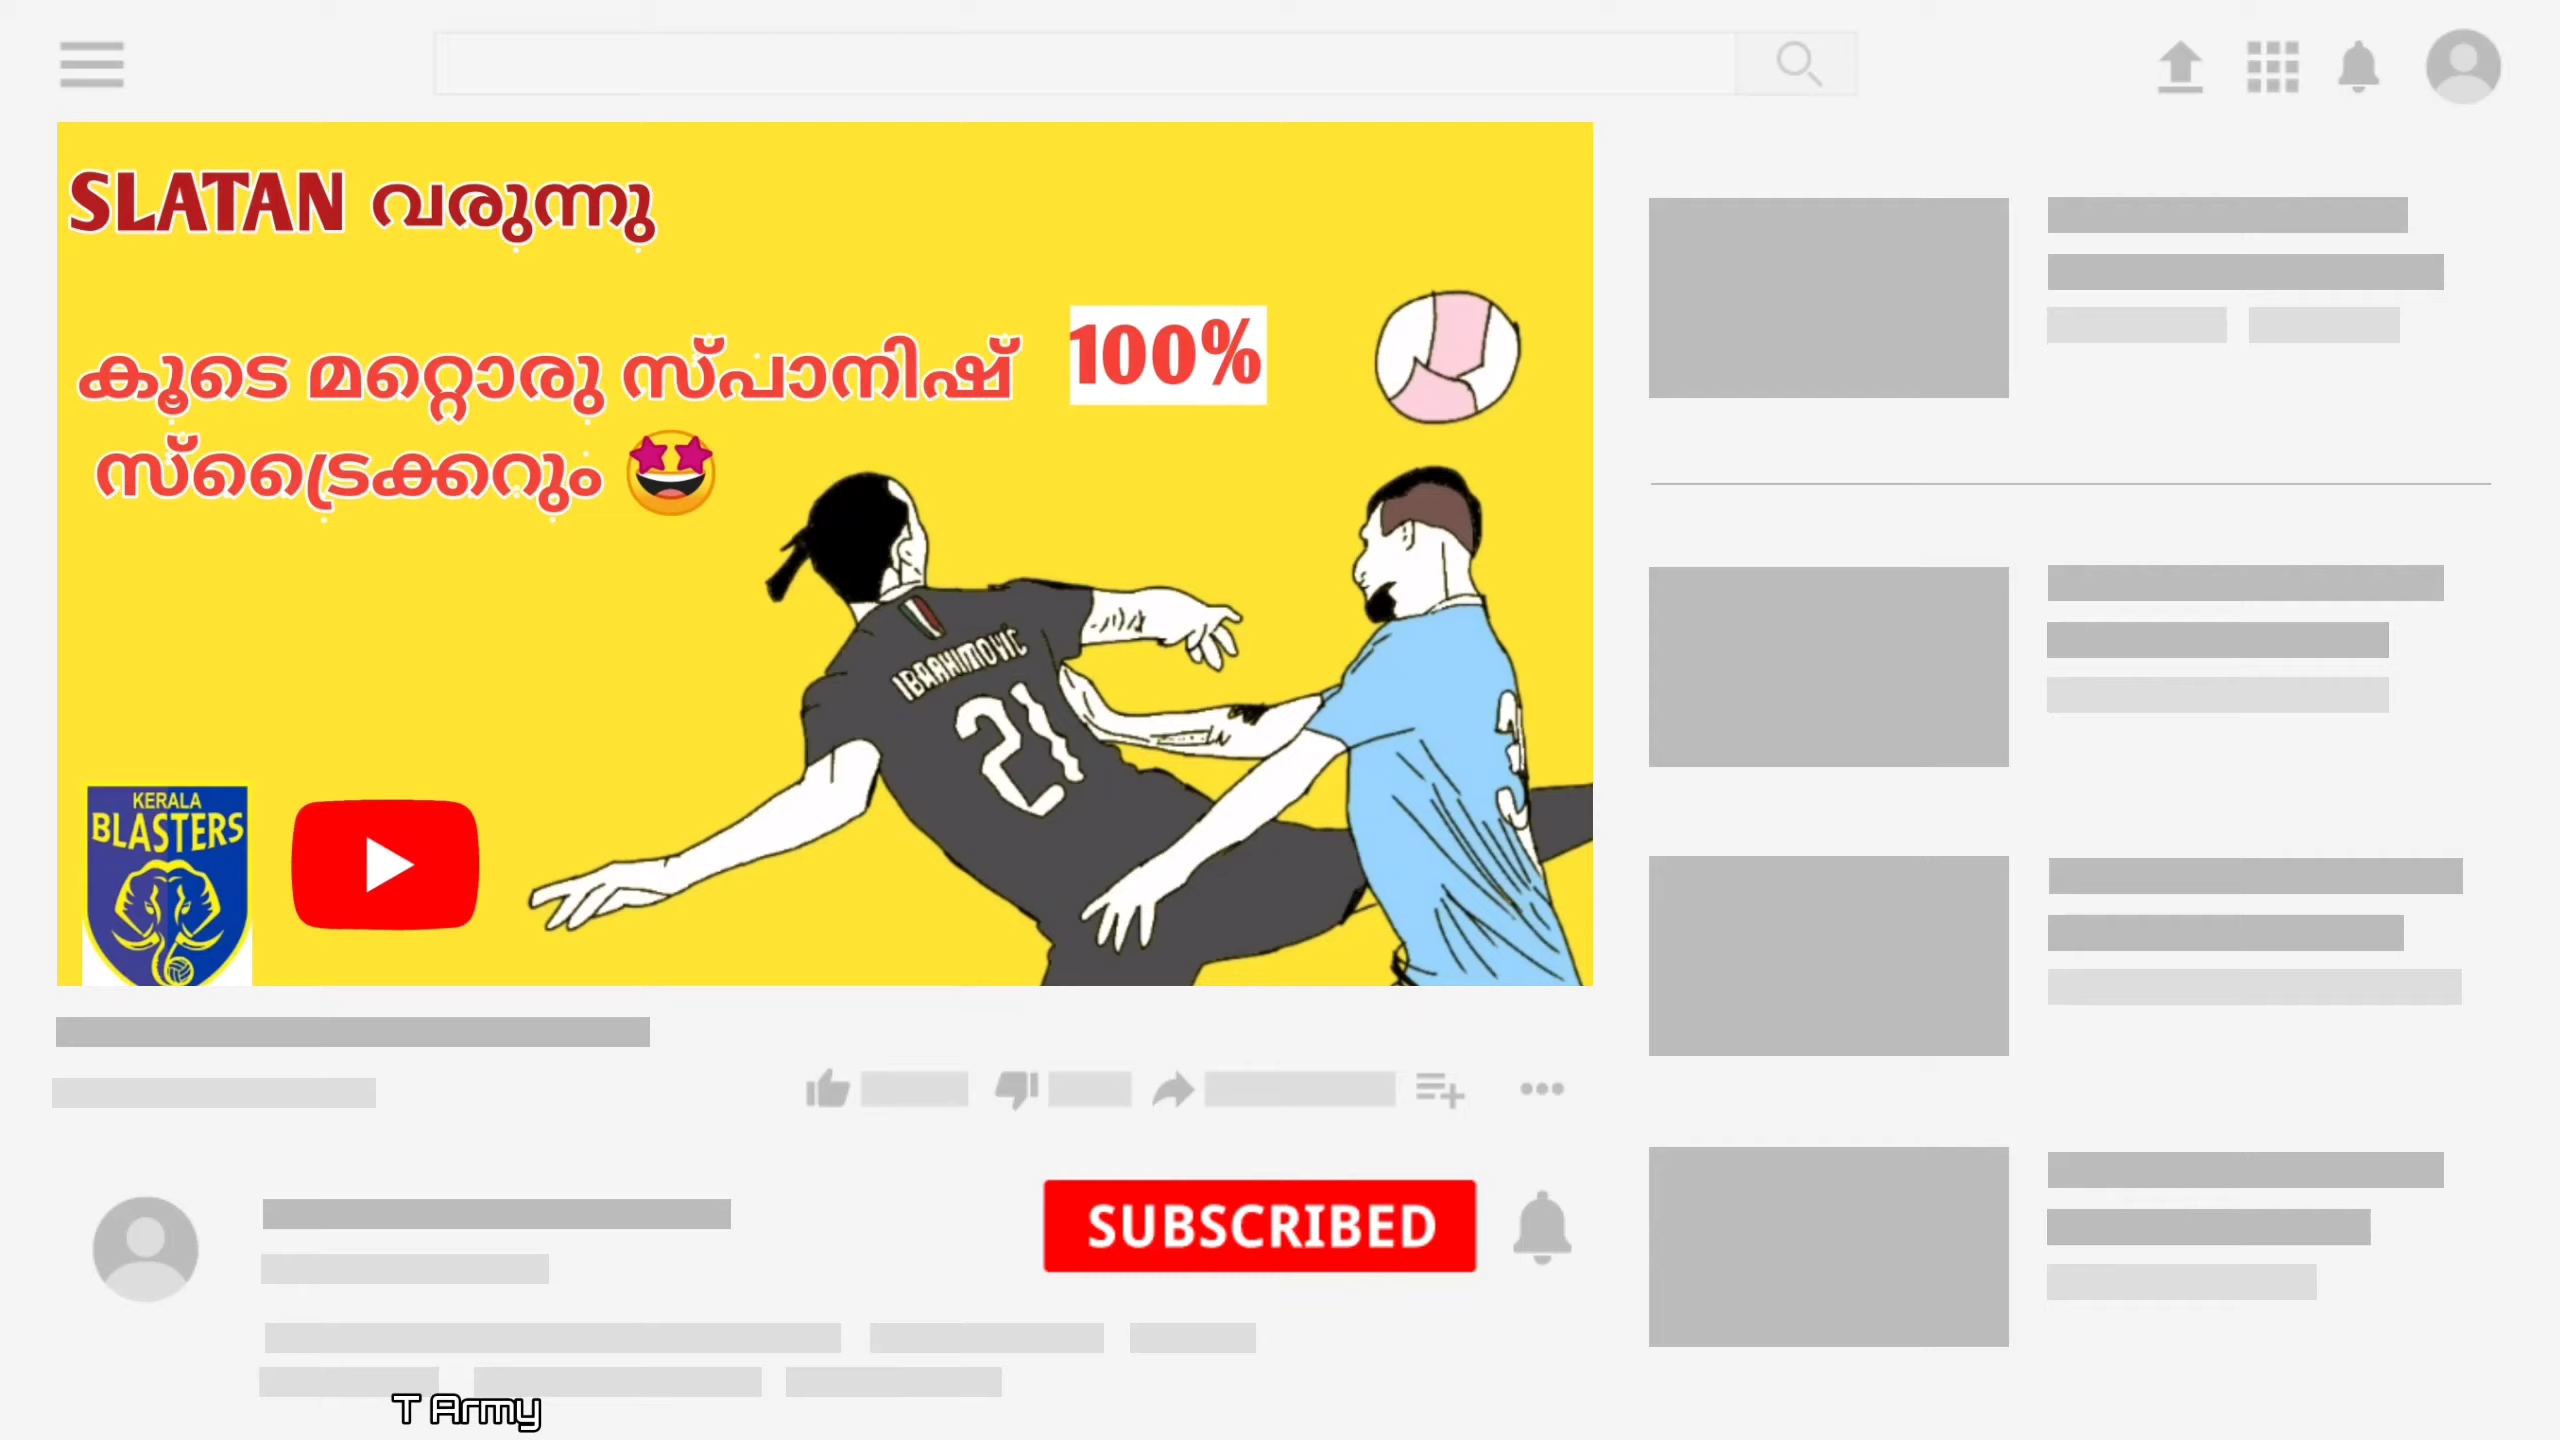 SLATAN വരുന്നു
കൂടെ മറ്റൊരു സ്പാനിഷ് 100%
സ്ട്രൈക്കറും 🤩
IBRAHIMOVIC
21
KERALA
BLASTERS
SUBSCRIBED
T Army